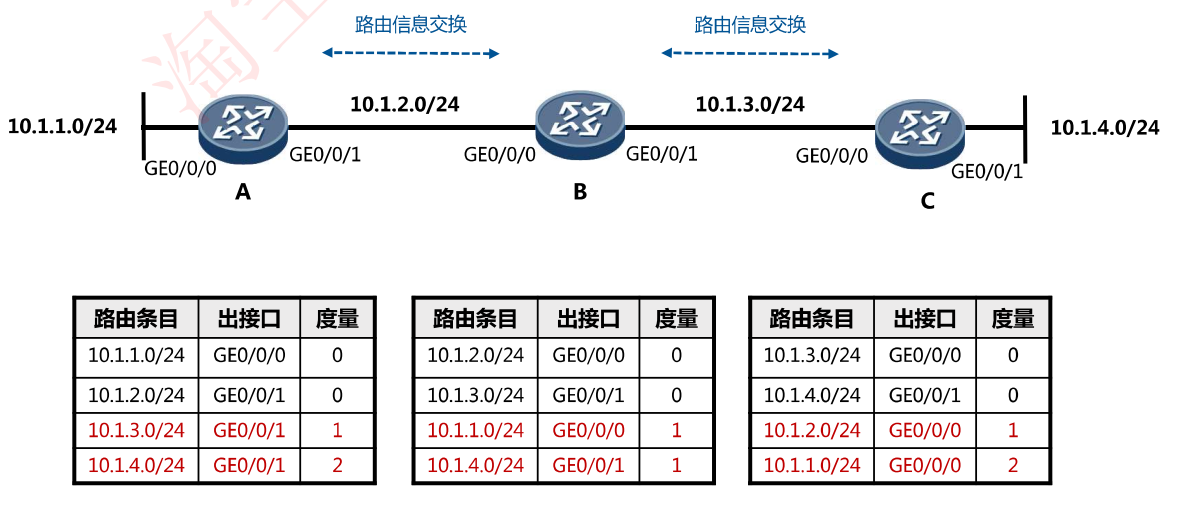 路由信息交换 路由信息交换
10.1.2.0/24 10.1.3.0/24
10.1.1.0/24 10.1.4.0/24
GE0/0/0 GE0/0/1 GE0/0/0 GE0/0/1 GE0/0/0 GE0/0/1
A B C
路由条目 出接口 度量
10.1.1.0/24 GE0/0/0 0
10.1.2.0/24 GE0/0/1 0
10.1.3.0/24 GE0/0/1 1
10.1.4.0/24 GE0/0/1 2
路由条目 出接口 度量
10.1.2.0/24 GE0/0/0 0
10.1.3.0/24 GE0/0/1 0
10.1.1.0/24 GE0/0/0 1
10.1.4.0/24 GE0/0/1 1
路由条目 出接口 度量
10.1.3.0/24 GE0/0/0 0
10.1.4.0/24 GE0/0/1 0
10.1.2.0/24 GE0/0/0 1
10.1.1.0/24 GE0/0/0 2